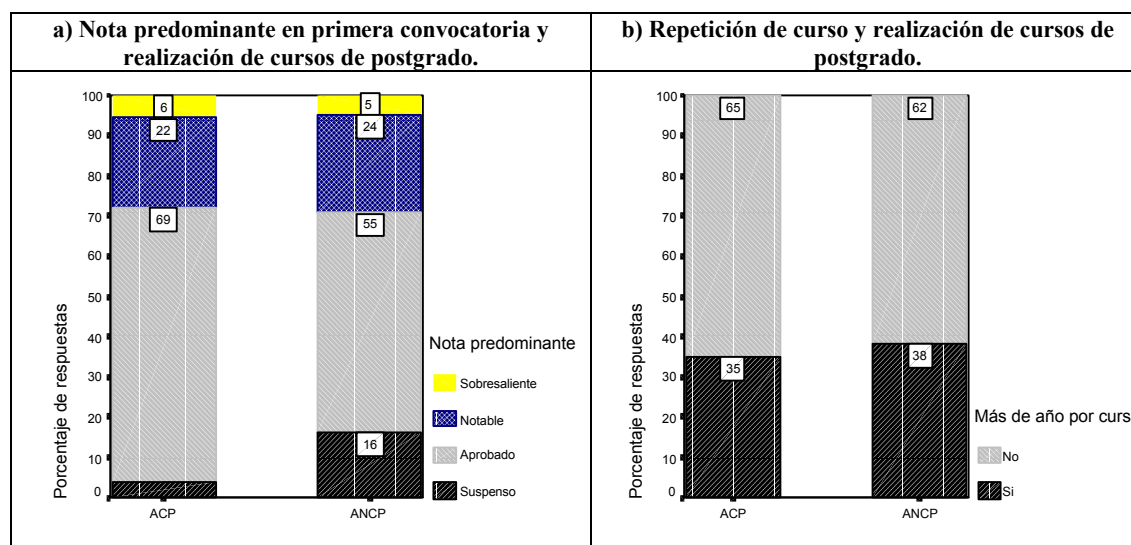 a) Nota predominante en primera convocatoria y
realización de cursos de postgrado.
b) Repetición de curso y realización de cursos de
postgrado.
Porcentaje de respuestas
100
90
80
70
60
50
40
30
20
10
0
6
22
69
5
24
55
16
ACP
ANCP
Nota predominante
Sobresaliente
Notable
Aprobado
Suspenso
Porcentaje de respuestas
100
90
80
70
60
50
40
30
20
10
0
65
35
62
38
ACP
ANCP
Más de año por curs
No
Si